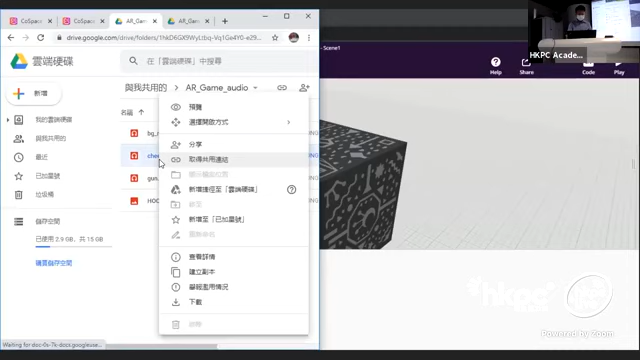 CoSpace
CoSpace
AR_Game
AR_Game
drive.google.com/drive/folders/1hkD6GX9WyLtbq-Vq1Ge4Y0-eZ9...
雲端硬碟
在「雲端硬碟」中搜尋
新增
與我共用的
AR_Game_audio
我的雲端硬碟
與我共用的
最近
已加星號
垃圾桶
儲存空間
已使用 2.9 GB，共 15 GB
購買儲存空間
名稱
bg_
gun
HOO
預覽
選擇開啟方式
分享
取得共用連結
顯示檔案位置
新增捷徑至「雲端硬碟」
移至
新增至「已加星號」
重新命名
查看詳情
建立副本
檢舉濫用情況
下載
移除
Waiting for doc-0s-7k-docs.googleuse...
- Scene1
Help
Share
Code
Play
HKPC Acade...
hkpc
Powered by Zoom